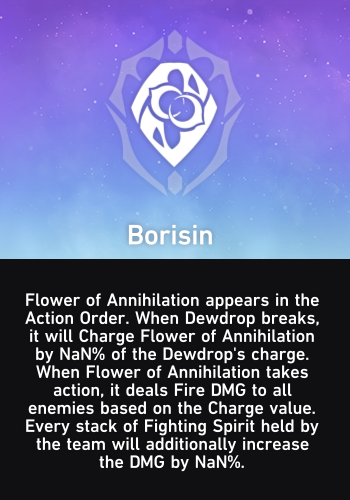 Borisin
Flower of Annihilation appears in the
Action Order. When Dewdrop breaks,
it will Charge Flower of Annihilation
by NaN% of the Dewdrop's charge.
When Flower of Annihilation takes
action, it deals Fire DMG to all
enemies based on the Charge value.
Every stack of Fighting Spirit held by
the team will additionally increase
the DMG by NaN%.